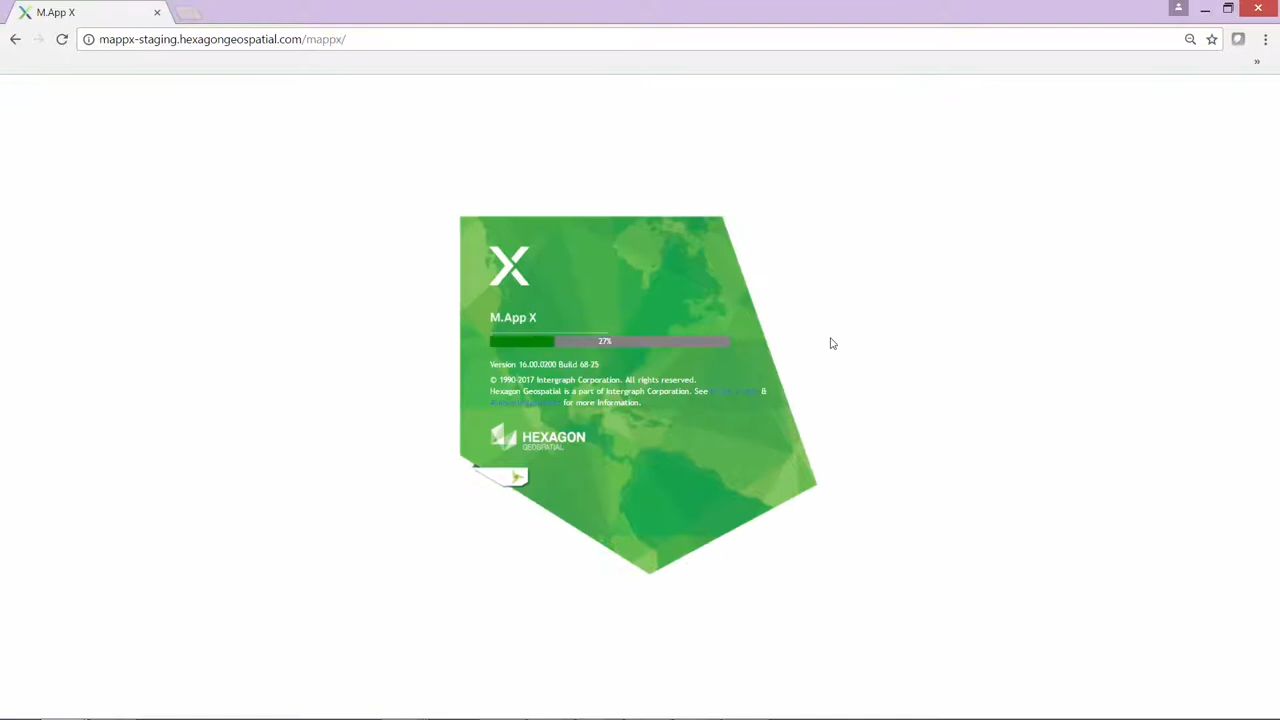 M.App X
mappx-staging.hexagongeospatial.com/mappx/
X
M.App X
27%
Version 16.00.0200 Build 68-25
© 1990-2017 Intergraph Corporation. All rights reserved.
Hexagon Geospatial is a part of Intergraph Corporation. See &
for more information.
HEXAGON
GEOSPATIAL